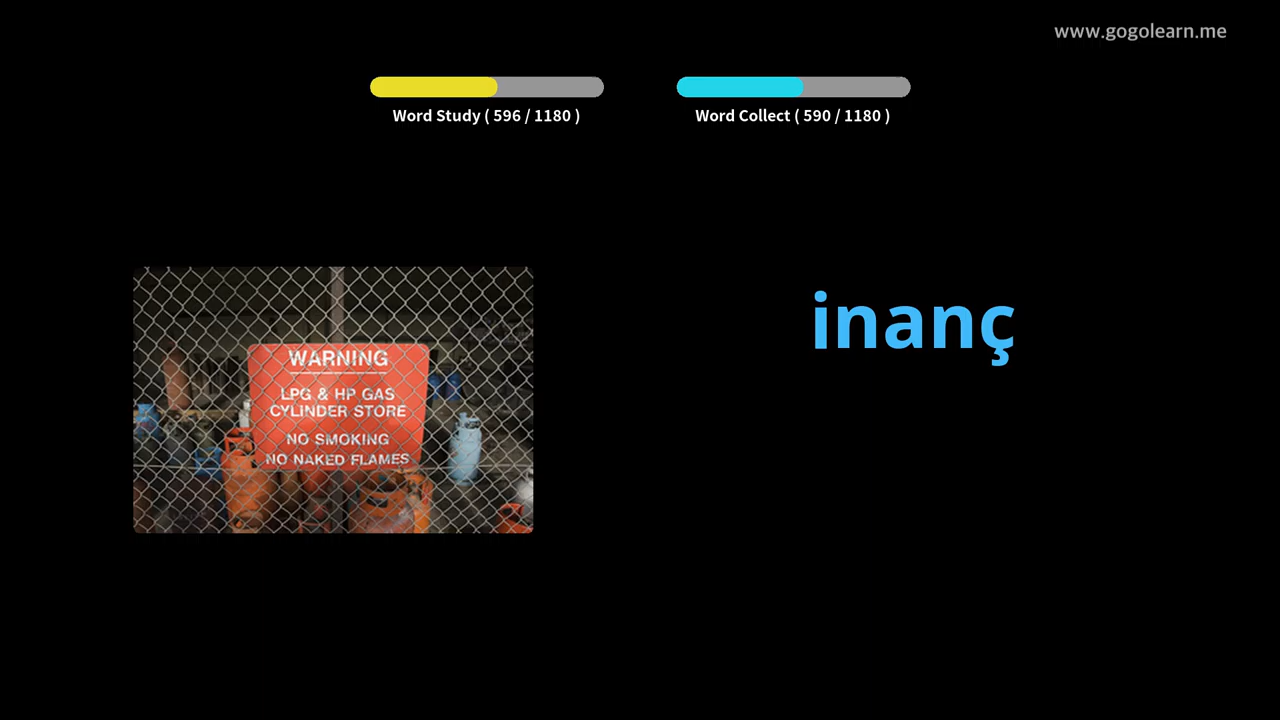 www.gogolearn.me
Word Study ( 596 / 1180 )
Word Collect ( 590 / 1180 )
WARNING
LPG & HP GAS
CYLINDER STORE
NO SMOKING
NO NAKED FLAMES
inanç